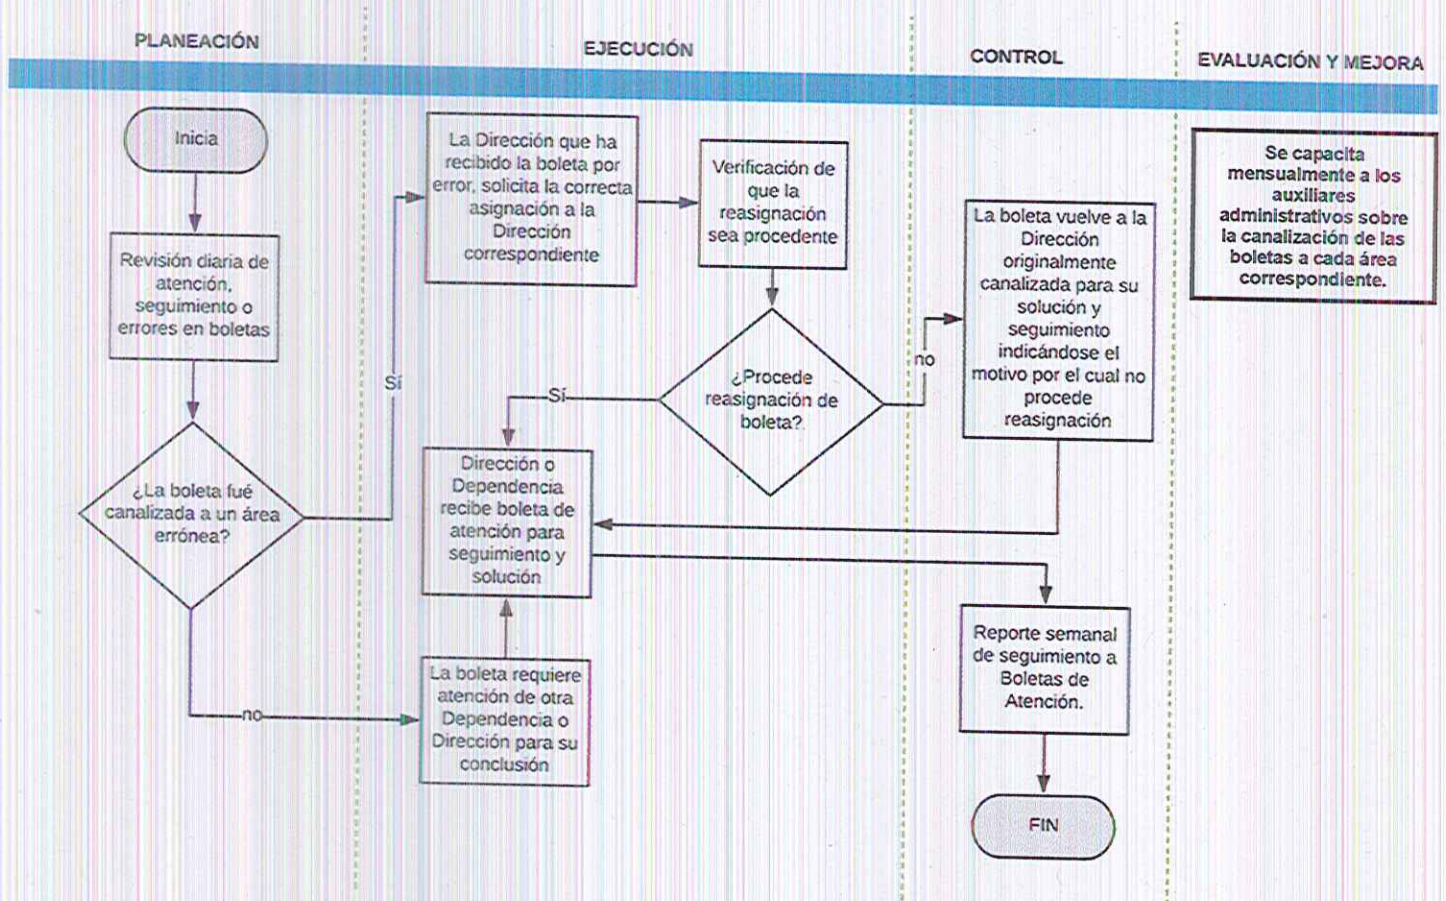 PLANEACIÓN
EJECUCIÓN
CONTROL
EVALUACIÓN Y MEJORA
Inicia
Revisión diaria de
atención,
seguimiento o
errores en boletas
¿La boleta fué
canalizada a un área
errónea?
Sí
no
La Dirección que ha
recibido la boleta por
error, solicita la correcta
asignación a la
Dirección
correspondiente
Verificación de
que la
reasignación
sea procedente
¿Procede
reasignación de
boleta?
Sí
no
Dirección o
Dependencia
recibe boleta de
atención para
seguimiento y
solución
La boleta requiere
atención de otra
Dependencia o
Dirección para su
conclusión
La boleta vuelve a la
Dirección
originalmente
canalizada para su
solución y
seguimiento
indicándose el
motivo por el cual no
procede
reasignación
Reporte semanal
de seguimiento a
Boletas de
Atención.
FIN
Se capacita
mensualmente a los
auxiliares
administrativos sobre
la canalización de las
boletas a cada área
correspondiente.